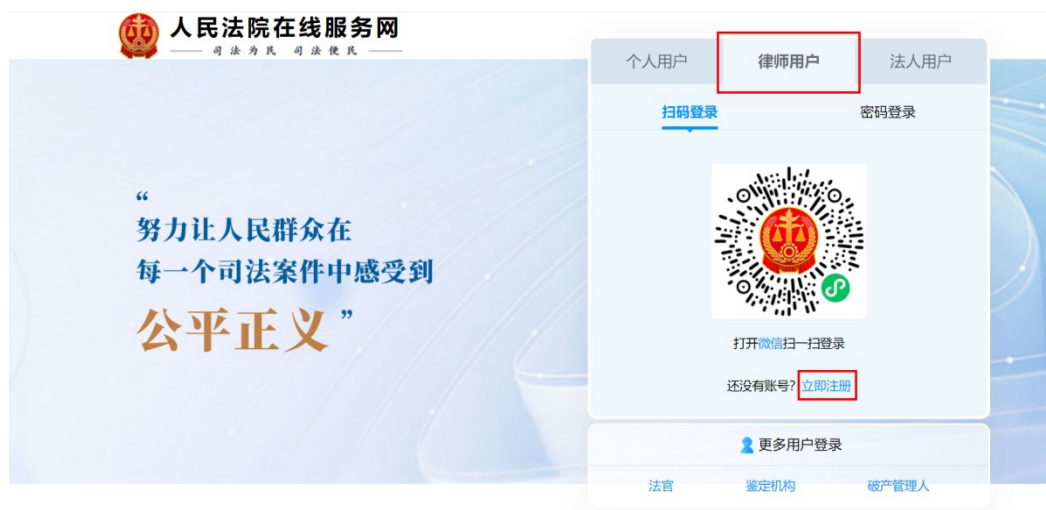 人民法院在线服务网
司法为民 司法便民
个人用户 律师用户 法人用户
扫码登录 密码登录
“
努力让人民群众在
每一个司法案件中感受到
公平正义”
打开微信扫一扫登录
还没有账号? 立即注册
更多用户登录
法官 鉴定机构 破产管理人